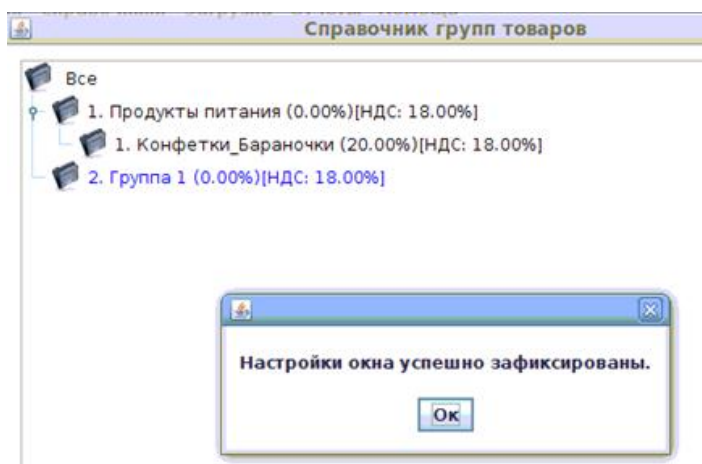 Справочник групп товаров
Все
1. Продукты питания (0.00%)[НДС: 18.00%]
1. Конфетки_Бараночки (20.00%)[НДС: 18.00%]
2. Группа 1 (0.00%)[НДС: 18.00%]
Настройки окна успешно зафиксированы.
Ок